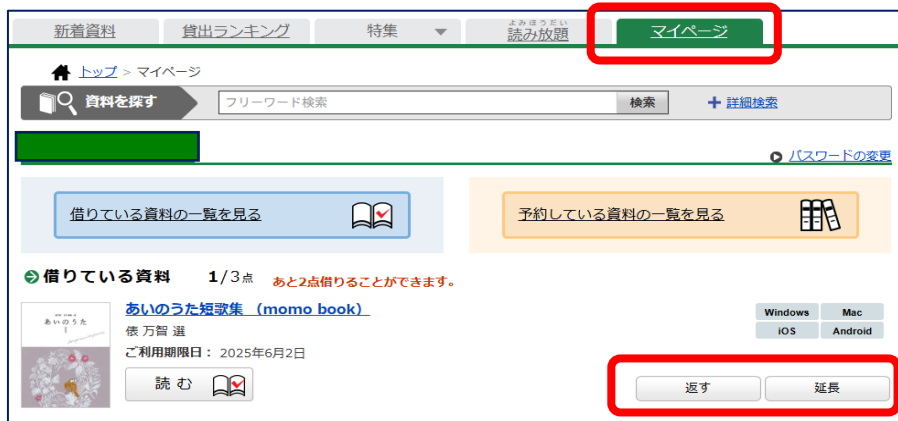 新着資料 貸出ランキング 特集 ▼ 読み放題 マイページ
よみほうだい
トップ > マイページ
資料を探す フリーワード検索 検索 + 詳細検索
パスワードの変更
借りている資料の一覧を見る 予約している資料の一覧を見る
借りている資料 1/3点 あと2点借りることができます。
あいのうた短歌集 (momo book)
俵 万智 選
ご利用期限日： 2025年6月2日
読む
Windows Mac
iOS Android
返す 延長
あいのうた